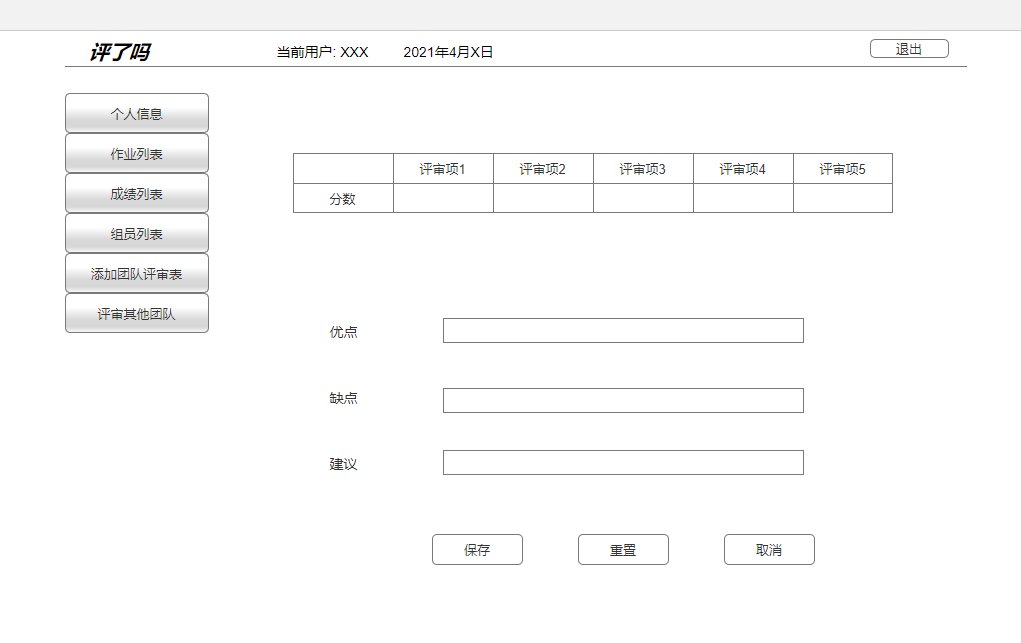 评了吗 当前用户: XXX 2021年4月X日 退出
个人信息
作业列表
成绩列表
组员列表
添加团队评审表
评审其他团队
评审项1 评审项2 评审项3 评审项4 评审项5
分数
优点
缺点
建议
保存 重置 取消